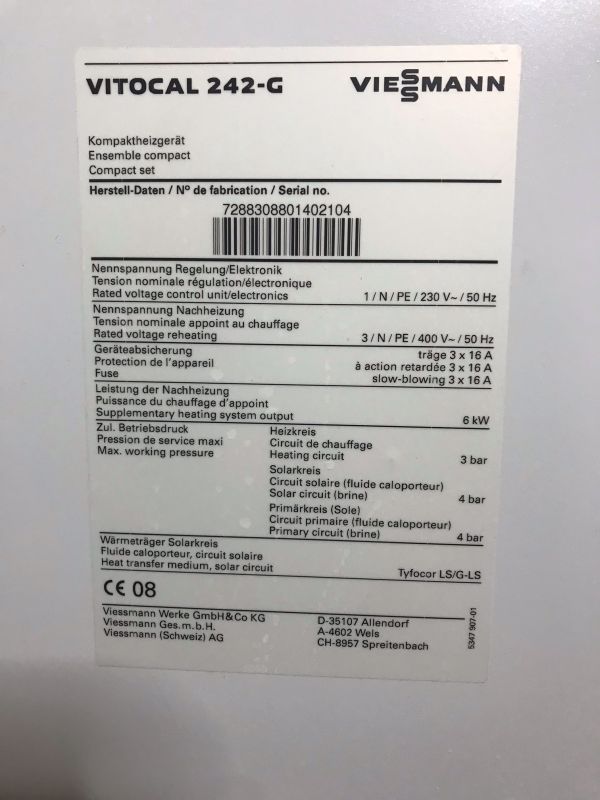 VITOCAL 242-G VIESSMANN
Kompaktheizgerät
Ensemble compact
Compact set
Herstell-Daten / Nº de fabrication / Serial no.
7288308801402104
Nennspannung Regelung/Elektronik
Tension nominale régulation/électronique
Rated voltage control unit/electronics 1 / N / PE / 230 V~ / 50 Hz
Nennspannung Nachheizung
Tension nominale appoint au chauffage
Rated voltage reheating 3 / N / PE / 400 V~ / 50 Hz
Geräteabsicherung träge 3 x 16 A
Protection de l'appareil à action retardée 3 x 16 A
Fuse slow-blowing 3 x 16 A
Leistung der Nachheizung
Puissance du chauffage d'appoint
Supplementary heating system output 6 kW
Zul. Betriebsdruck Heizkreis
Pression de service maxi Circuit de chauffage
Max. working pressure Heating circuit 3 bar
Solarkreis
Circuit solaire (fluide caloporteur)
Solar circuit (brine) 4 bar
Primärkreis (Sole)
Circuit primaire (fluide caloporteur)
Primary circuit (brine) 4 bar
Wärmeträger Solarkreis
Fluide caloporteur, circuit solaire
Heat transfer medium, solar circuit Tyfocor LS/G-LS
CE 08
Viessmann Werke GmbH&Co KG D-35107 Allendorf
Viessmann Ges.m.b.H. A-4602 Wels
Viessmann (Schweiz) AG CH-8957 Spreitenbach
5347 907-01